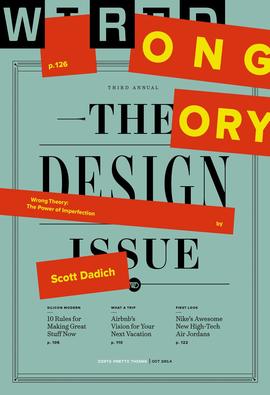 WIRED
p.126
ONG
THIRD ANNUAL
THE
ORY
DESIGN
Wrong Theory:
The Power of Imperfection
by
ISSUE
Scott Dadich
SILICON MODERN
10 Rules for
Making Great
Stuff Now
p. 106
WHAT A TRIP
Airbnb's
Vision for Your
Next Vacation
p. 110
FIRST LOOK
Nike's Awesome
New High-Tech
Air Jordans
p. 122
OCT 2014